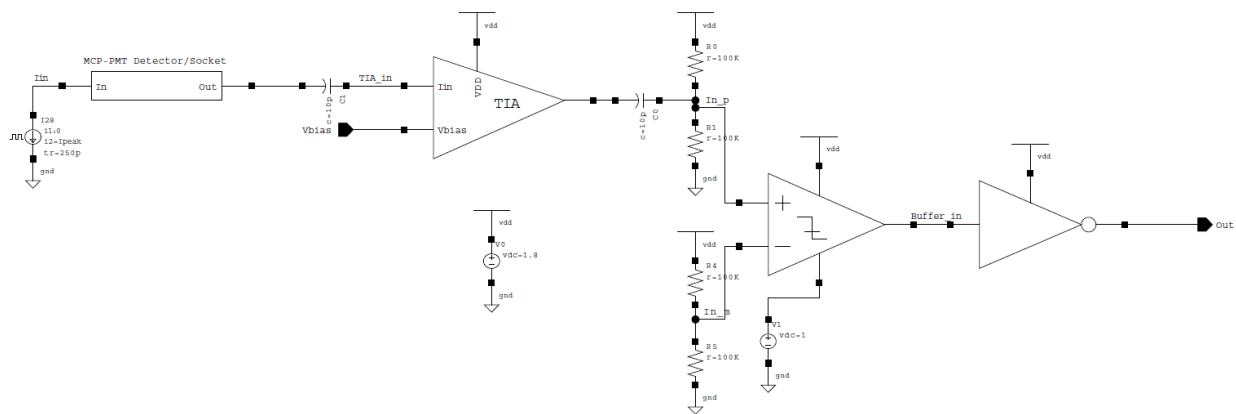 MCP-PMT Detector/Socket
Iin
In
Out
I28
i1:0
i2=Ipeak
tr=250p
gnd
c=10p
C1
TIA_in
Vbias
vdd
VDD
Iin
TIA
Vbias
vdd
V0
vdc=1.8
gnd
c=10p
C0
vdd
R0
r=100K
In_p
R1
r=100K
gnd
vdd
R4
r=100K
In_m
R5
r=100K
gnd
vdd
+
−
V1
vdc=1
gnd
Buffer_in
vdd
Out